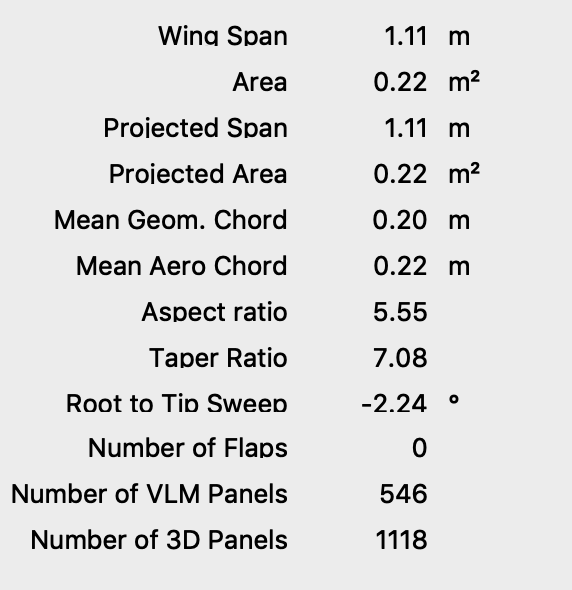 Wing Span 1.11 m
Area 0.22 m²
Projected Span 1.11 m
Projected Area 0.22 m²
Mean Geom. Chord 0.20 m
Mean Aero Chord 0.22 m
Aspect ratio 5.55
Taper Ratio 7.08
Root to Tip Sweep -2.24 °
Number of Flaps 0
Number of VLM Panels 546
Number of 3D Panels 1118